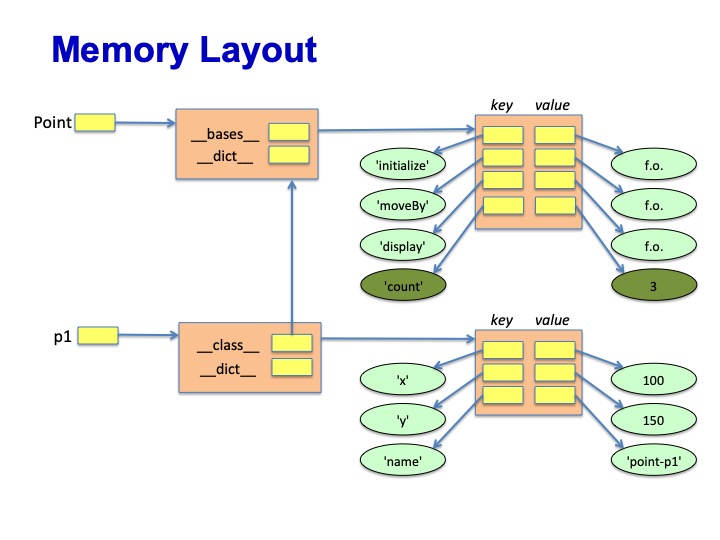 Memory Layout
key value
Point
__bases__
__dict__
'initialize'
f.o.
'moveBy'
f.o.
'display'
f.o.
'count'
3
key value
p1
__class__
__dict__
'x'
100
'y'
150
'name'
'point-p1'